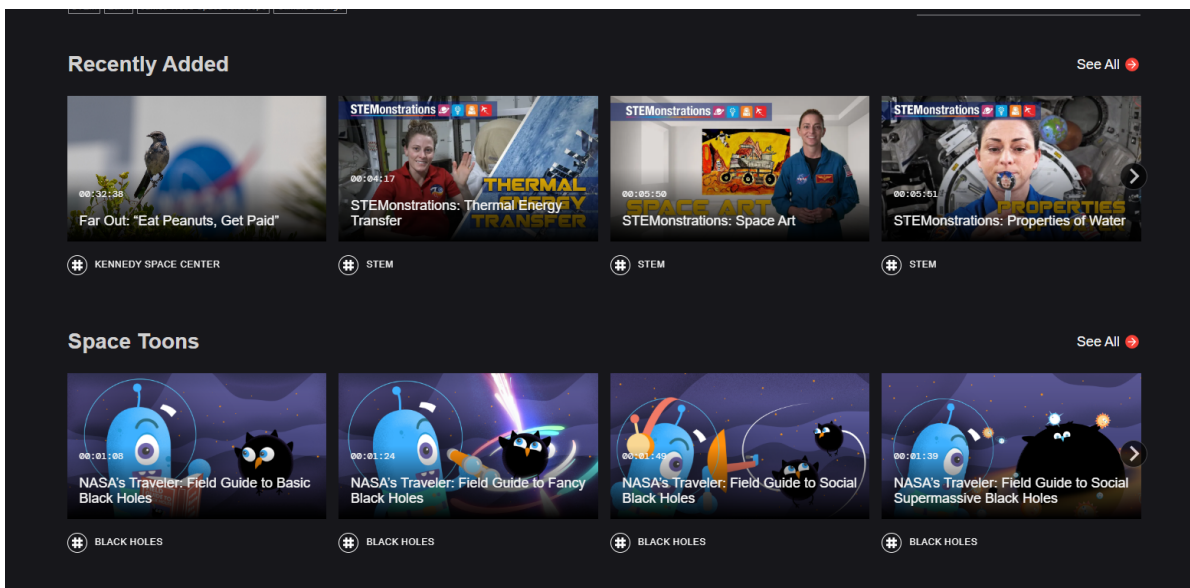 Recently Added
See All
STEMonstrations
THERMAL
ENERGY
TRANSFER
STEMonstrations
SPACE ART
STEMonstrations
PROPERTIES
00:32:38
Far Out: “Eat Peanuts, Get Paid”
00:04:17
STEMonstrations: Thermal Energy
Transfer
00:05:50
STEMonstrations: Space Art
00:05:51
STEMonstrations: Properties of Water
# KENNEDY SPACE CENTER
# STEM
# STEM
# STEM
Space Toons
See All
00:01:08
NASA’s Traveler: Field Guide to Basic
Black Holes
00:01:24
NASA’s Traveler: Field Guide to Fancy
Black Holes
00:01:49
NASA’s Traveler: Field Guide to Social
Black Holes
00:01:39
NASA’s Traveler: Field Guide to Social
Supermassive Black Holes
# BLACK HOLES
# BLACK HOLES
# BLACK HOLES
# BLACK HOLES